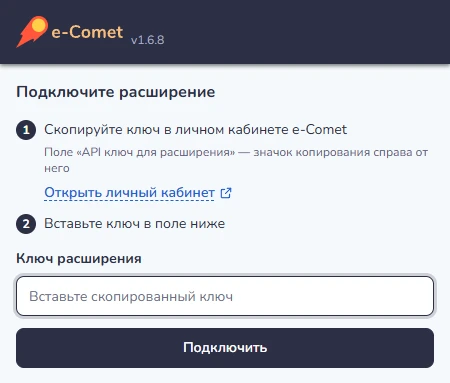 e-Comet v1.6.8
Подключите расширение
1 Скопируйте ключ в личном кабинете e-Comet
Поле «API ключ для расширения» — значок копирования справа от
него
Открыть личный кабинет
2 Вставьте ключ в поле ниже
Ключ расширения
Вставьте скопированный ключ
Подключить